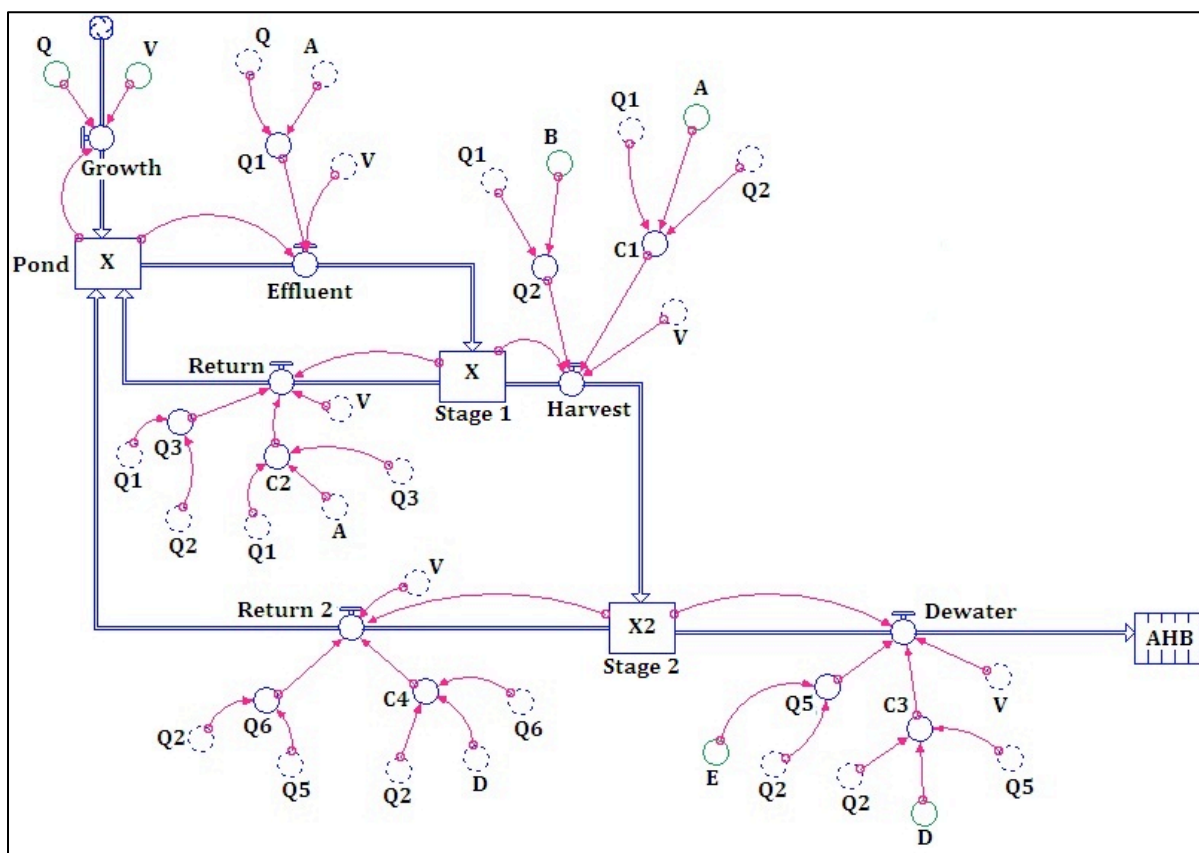 Q
V
Growth
Q
A
Q1
V
Q1
B
Q2
Q1
A
Q2
C1
V
Pond
X
Effluent
Return
X
Stage 1
Harvest
V
Q3
Q1
Q2
C2
Q3
Q1
A
V
Return 2
X2
Stage 2
Dewater
AHB
Q2
Q6
Q5
C4
Q6
Q2
D
E
Q5
Q2
C3
V
Q2
Q5
D